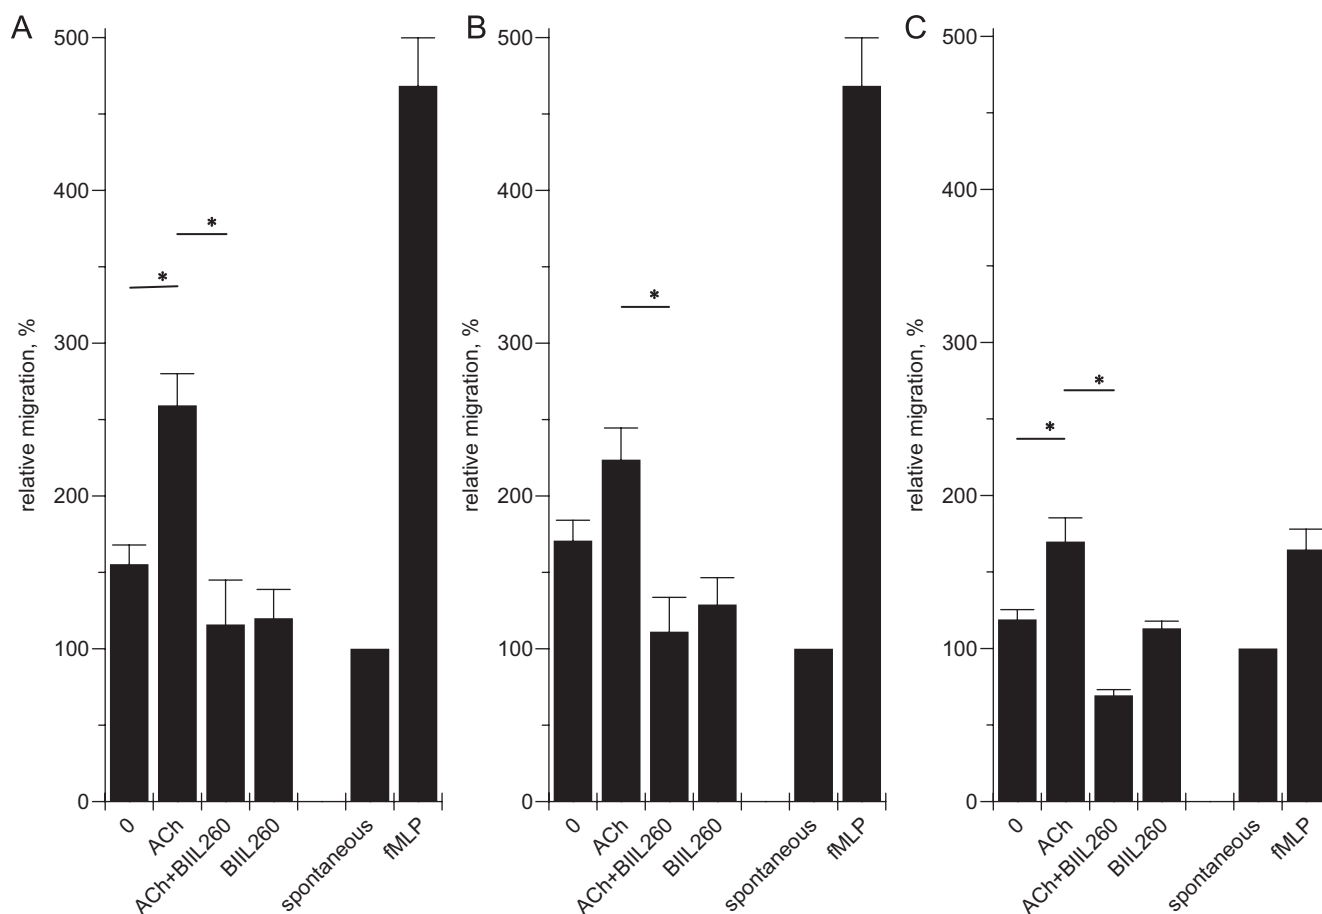 A
relative migration, %
500
400
300
200
100
0
*
*
0
ACh
ACh+BIIL260
BIIL260
spontaneous
fMLP
B
relative migration, %
500
400
300
200
100
0
*
0
ACh
ACh+BIIL260
BIIL260
spontaneous
fMLP
C
relative migration, %
500
400
300
200
100
0
*
*
0
ACh
ACh+BIIL260
BIIL260
spontaneous
fMLP